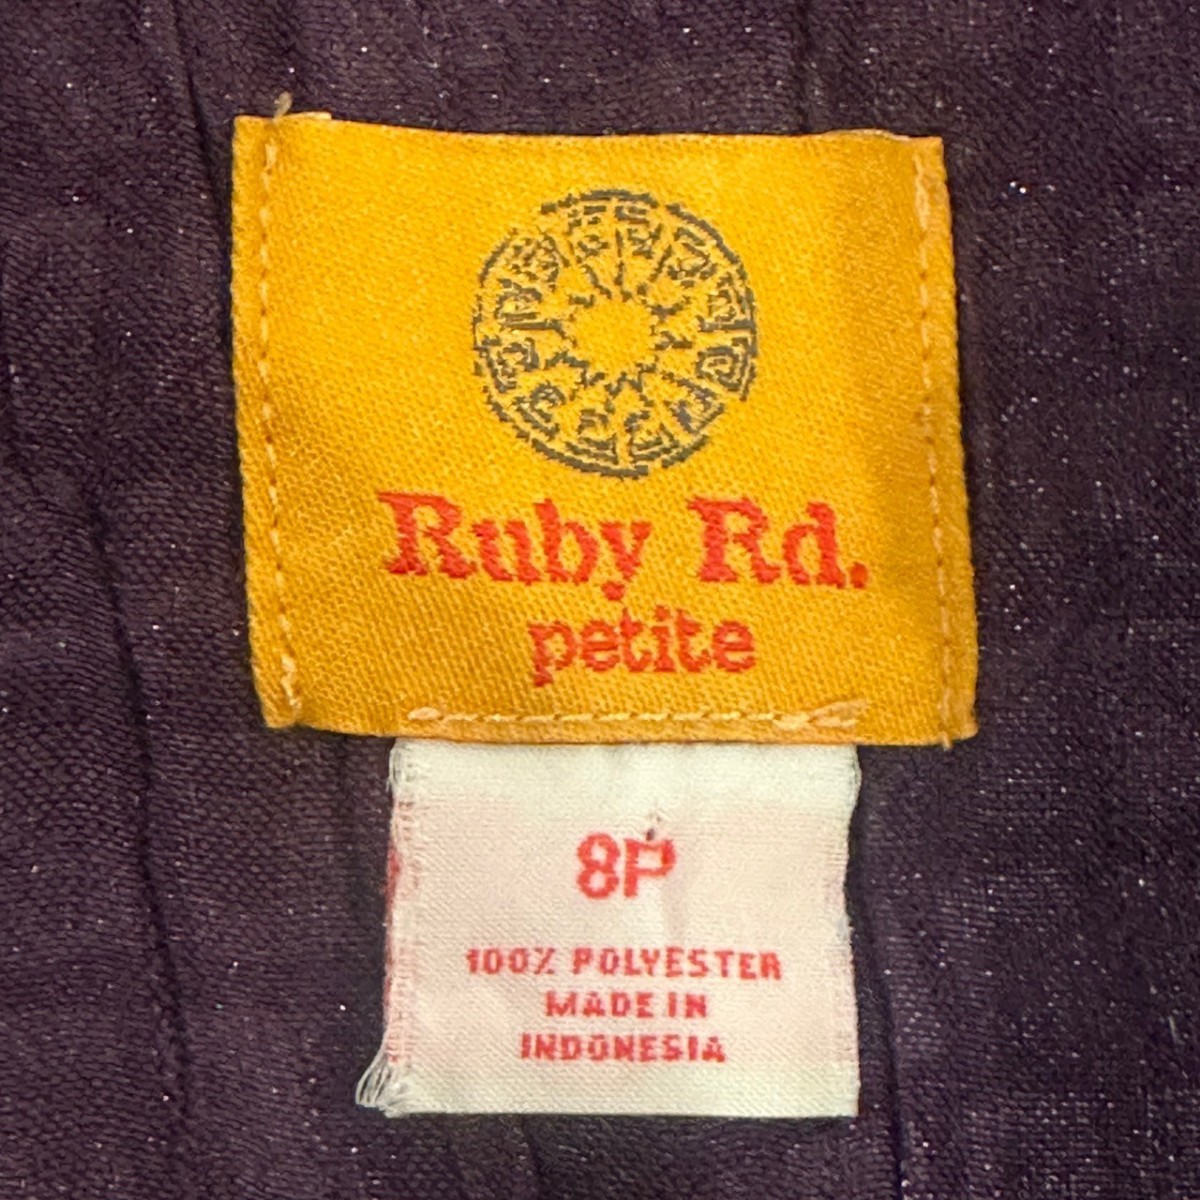 Ruby Rd.
petite
8P
100% POLYESTER
MADE IN
INDONESIA